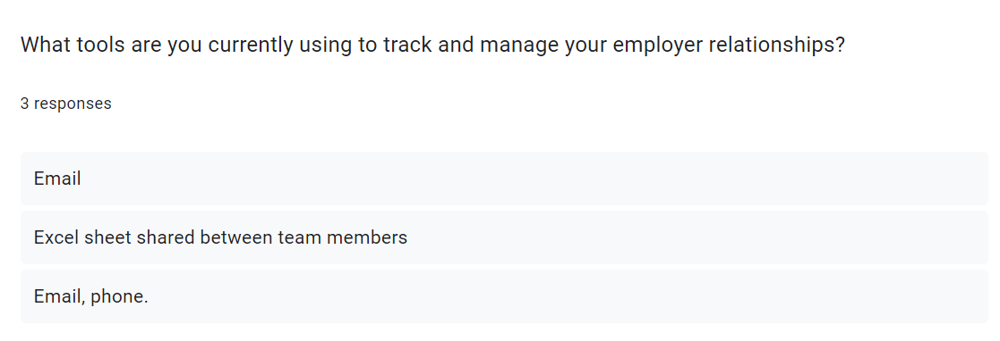 What tools are you currently using to track and manage your employer relationships?
3 responses
Email
Excel sheet shared between team members
Email, phone.